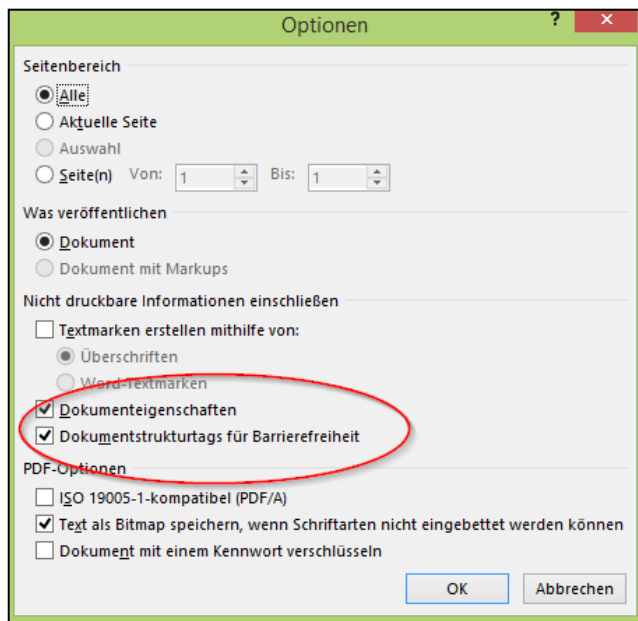 Optionen ?
Seitenbereich
Alle
Aktuelle Seite
Auswahl
Seite(n) Von: 1 Bis: 1
Was veröffentlichen
Dokument
Dokument mit Markups
Nicht druckbare Informationen einschließen
Textmarken erstellen mithilfe von:
Überschriften
Word-Textmarken
Dokumenteigenschaften
Dokumentstrukturtags für Barrierefreiheit
PDF-Optionen
ISO 19005-1-kompatibel (PDF/A)
Text als Bitmap speichern, wenn Schriftarten nicht eingebettet werden können
Dokument mit einem Kennwort verschlüsseln
OK Abbrechen